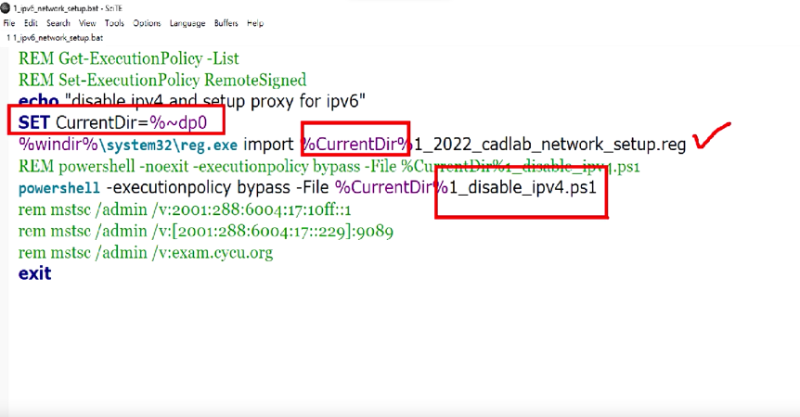 1_ipv6_network_setup.bat - SciTE
File Edit Search View Tools Options Language Buffers Help
1 1_ipv6_network_setup.bat
REM Get-ExecutionPolicy -List
REM Set-ExecutionPolicy RemoteSigned
echo "disable ipv4 and setup proxy for ipv6"
SET CurrentDir=%~dp0
%windir%\system32\reg.exe import %CurrentDir%1_2022_cadlab_network_setup.reg
REM powershell -noexit -executionpolicy bypass -File %CurrentDir%1_disable_ipv4.ps1
powershell -executionpolicy bypass -File %CurrentDir%1_disable_ipv4.ps1
rem mstsc /admin /v:2001:288:6004:17:10ff::1
rem mstsc /admin /v:[2001:288:6004:17::229]:9089
rem mstsc /admin /v:exam.cycu.org
exit